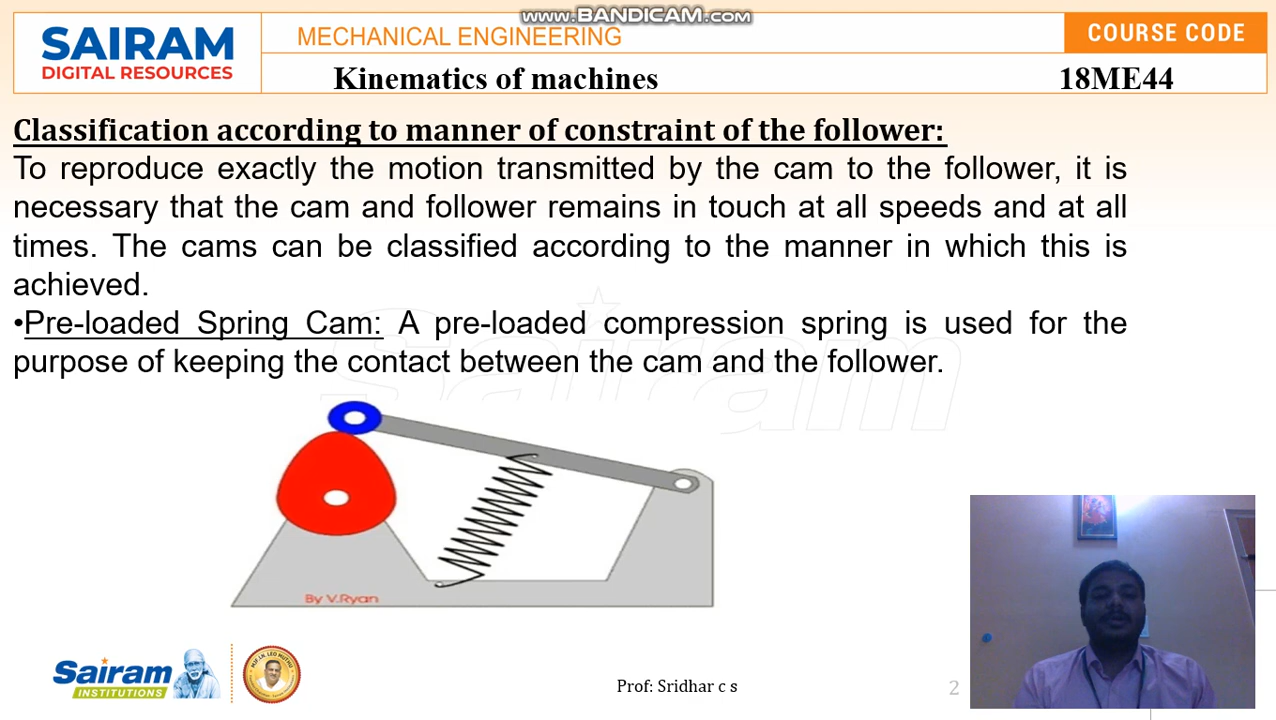 www.BANDICAM.com
SAIRAM
DIGITAL RESOURCES
MECHANICAL ENGINEERING
COURSE CODE
Kinematics of machines
18ME44
Classification according to manner of constraint of the follower:
To reproduce exactly the motion transmitted by the cam to the follower, it is
necessary that the cam and follower remains in touch at all speeds and at all
times. The cams can be classified according to the manner in which this is
achieved.
•Pre-loaded Spring Cam: A pre-loaded compression spring is used for the
purpose of keeping the contact between the cam and the follower.
Sairam
By V.Ryan
Sairam
INSTITUTIONS
MJF. LN. LEO MUTHU
Prof: Sridhar c s
2